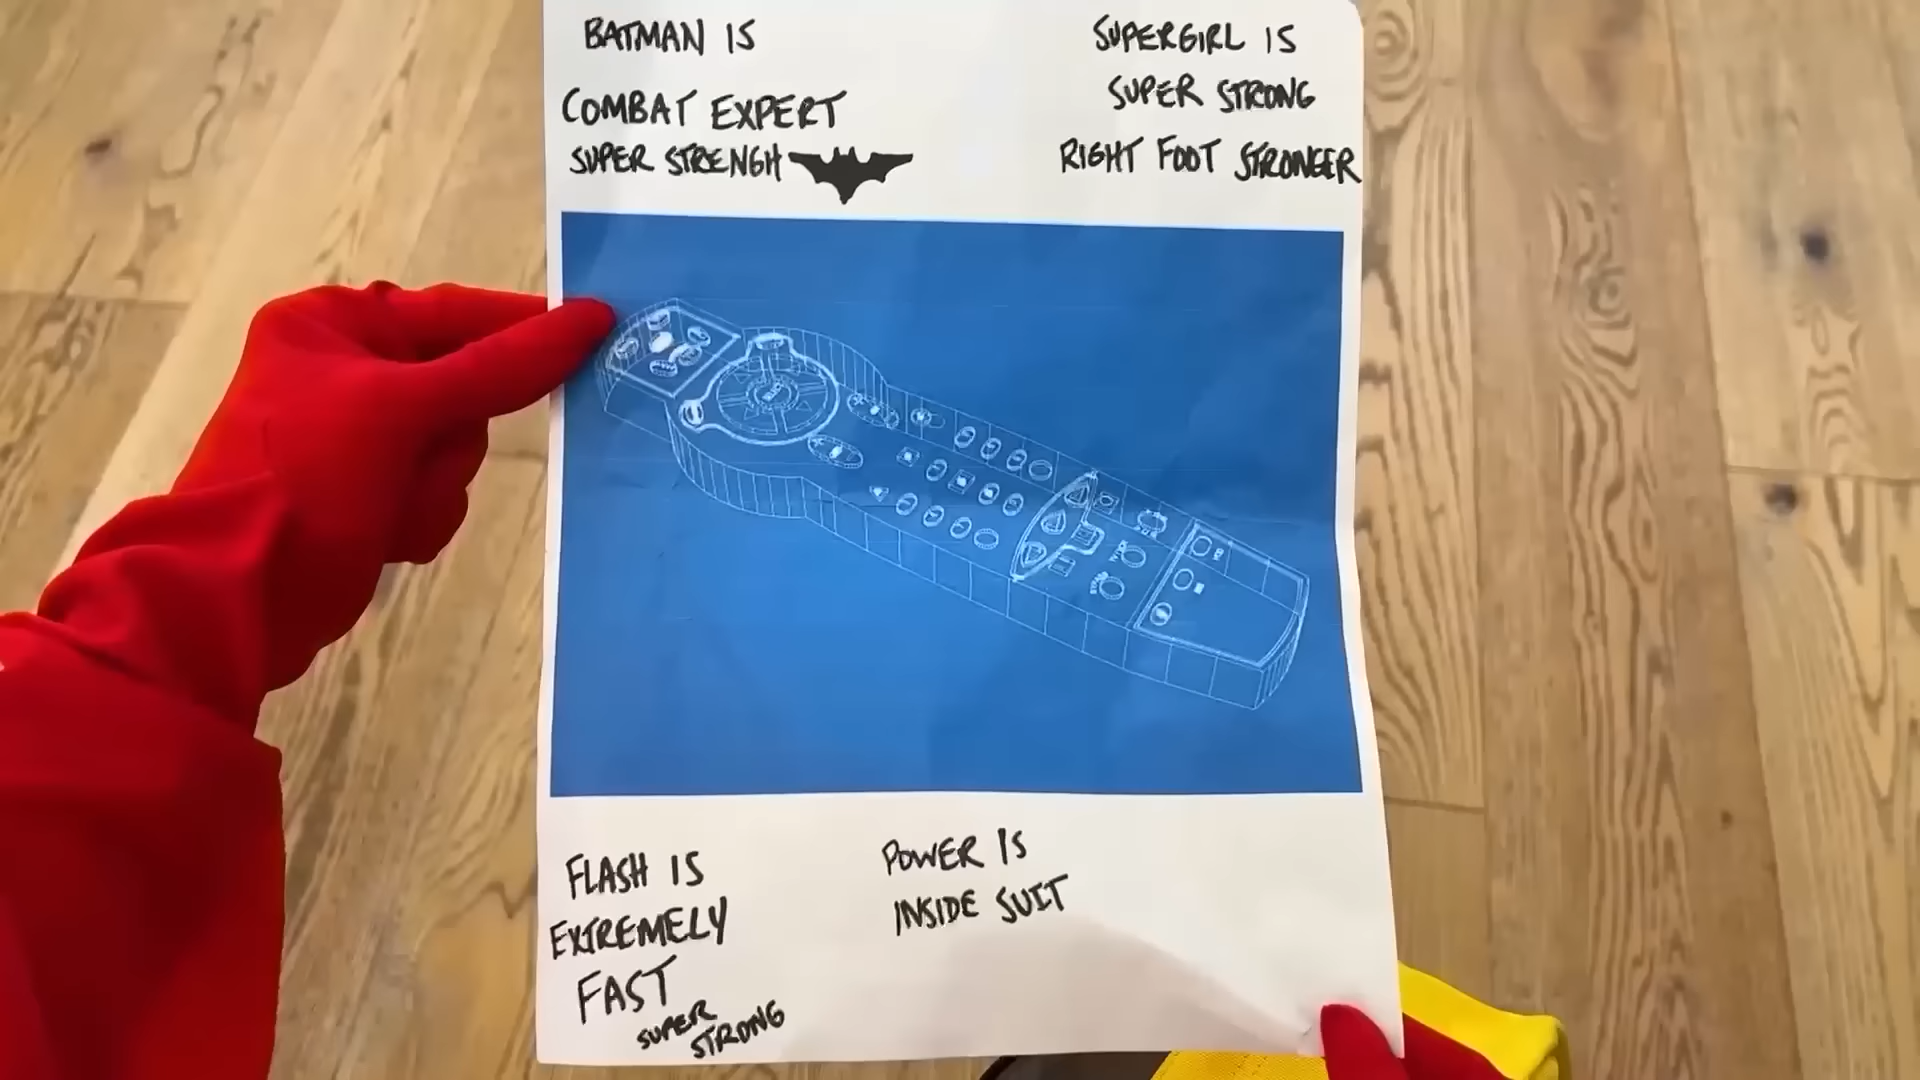 BATMAN IS
COMBAT EXPERT
SUPER STRENGH
SUPERGIRL IS
SUPER STRONG
RIGHT FOOT STRONGER
FLASH IS
EXTREMELY
FAST
SUPER
STRONG
POWER IS
INSIDE SUIT